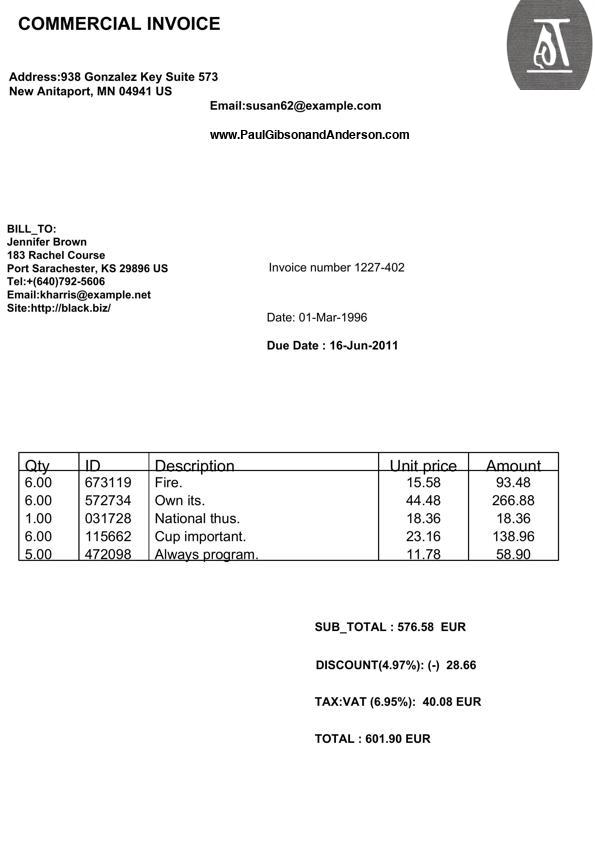 COMMERCIAL INVOICE
Address:938 Gonzalez Key Suite 573
New Anitaport, MN 04941 US
Email:susan62@example.com
www.PaulGibsonandAnderson.com
BILL_TO:
Jennifer Brown
183 Rachel Course
Port Sarachester, KS 29896 US
Tel:+(640)792-5606
Email:kharris@example.net
Site:http://black.biz/
Invoice number 1227-402
Date: 01-Mar-1996
Due Date : 16-Jun-2011
Qty ID Description Unit price Amount
6.00 673119 Fire. 15.58 93.48
6.00 572734 Own its. 44.48 266.88
1.00 031728 National thus. 18.36 18.36
6.00 115662 Cup important. 23.16 138.96
5.00 472098 Always program. 11.78 58.90
SUB_TOTAL : 576.58 EUR
DISCOUNT(4.97%): (-) 28.66
TAX:VAT (6.95%): 40.08 EUR
TOTAL : 601.90 EUR